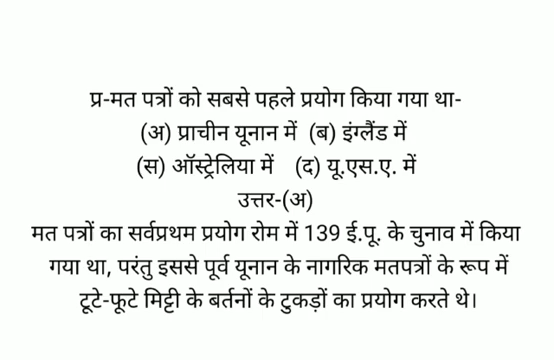 प्र-मत पत्रों को सबसे पहले प्रयोग किया गया था-
(अ) प्राचीन यूनान में (ब) इंग्लैंड में
(स) ऑस्ट्रेलिया में (द) यू.एस.ए. में
उत्तर-(अ)
मत पत्रों का सर्वप्रथम प्रयोग रोम में 139 ई.पू. के चुनाव में किया
गया था, परंतु इससे पूर्व यूनान के नागरिक मतपत्रों के रूप में
टूटे-फूटे मिट्टी के बर्तनों के टुकड़ों का प्रयोग करते थे।